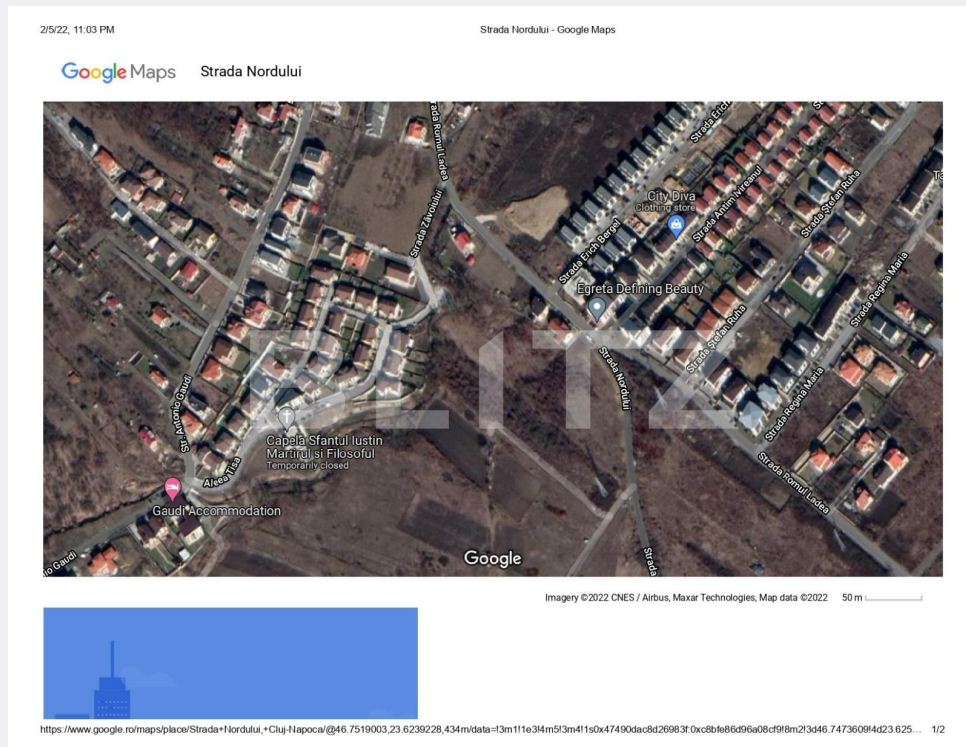 2/5/22, 11:03 PM
Strada Nordului - Google Maps
Google Maps
Strada Nordului
Strada Romul Ladea
Strada Zăvoiului
Strada Erich
City Diva
Clothing store
Strada Antim Ivireanul
Strada Ștefan Ruha
Strada Erich Bergel
Egreta Defining Beauty
Strada Regina Maria
Strada Ștefan Ruha
Strada Nordului
BLITZ
Str. Antonio Gaudi
Strada Regina Maria
Capela Sfantul Iustin
Martirul si Filosoful
Temporarily closed
Aleea Tisa
Strada Romul Ladea
Gaudi Accommodation
Google
Strada
io Gaudi
Imagery ©2022 CNES / Airbus, Maxar Technologies, Map data ©2022
50 m
https://www.google.ro/maps/place/Strada+Nordului,+Cluj-Napoca/@46.7519003,23.6239228,434m/data=!3m1!1e3!4m5!3m4!1s0x47490dac8d26983f:0xc8bfe86d96a08cf9!8m2!3d46.7473609!4d23.625…
1/2